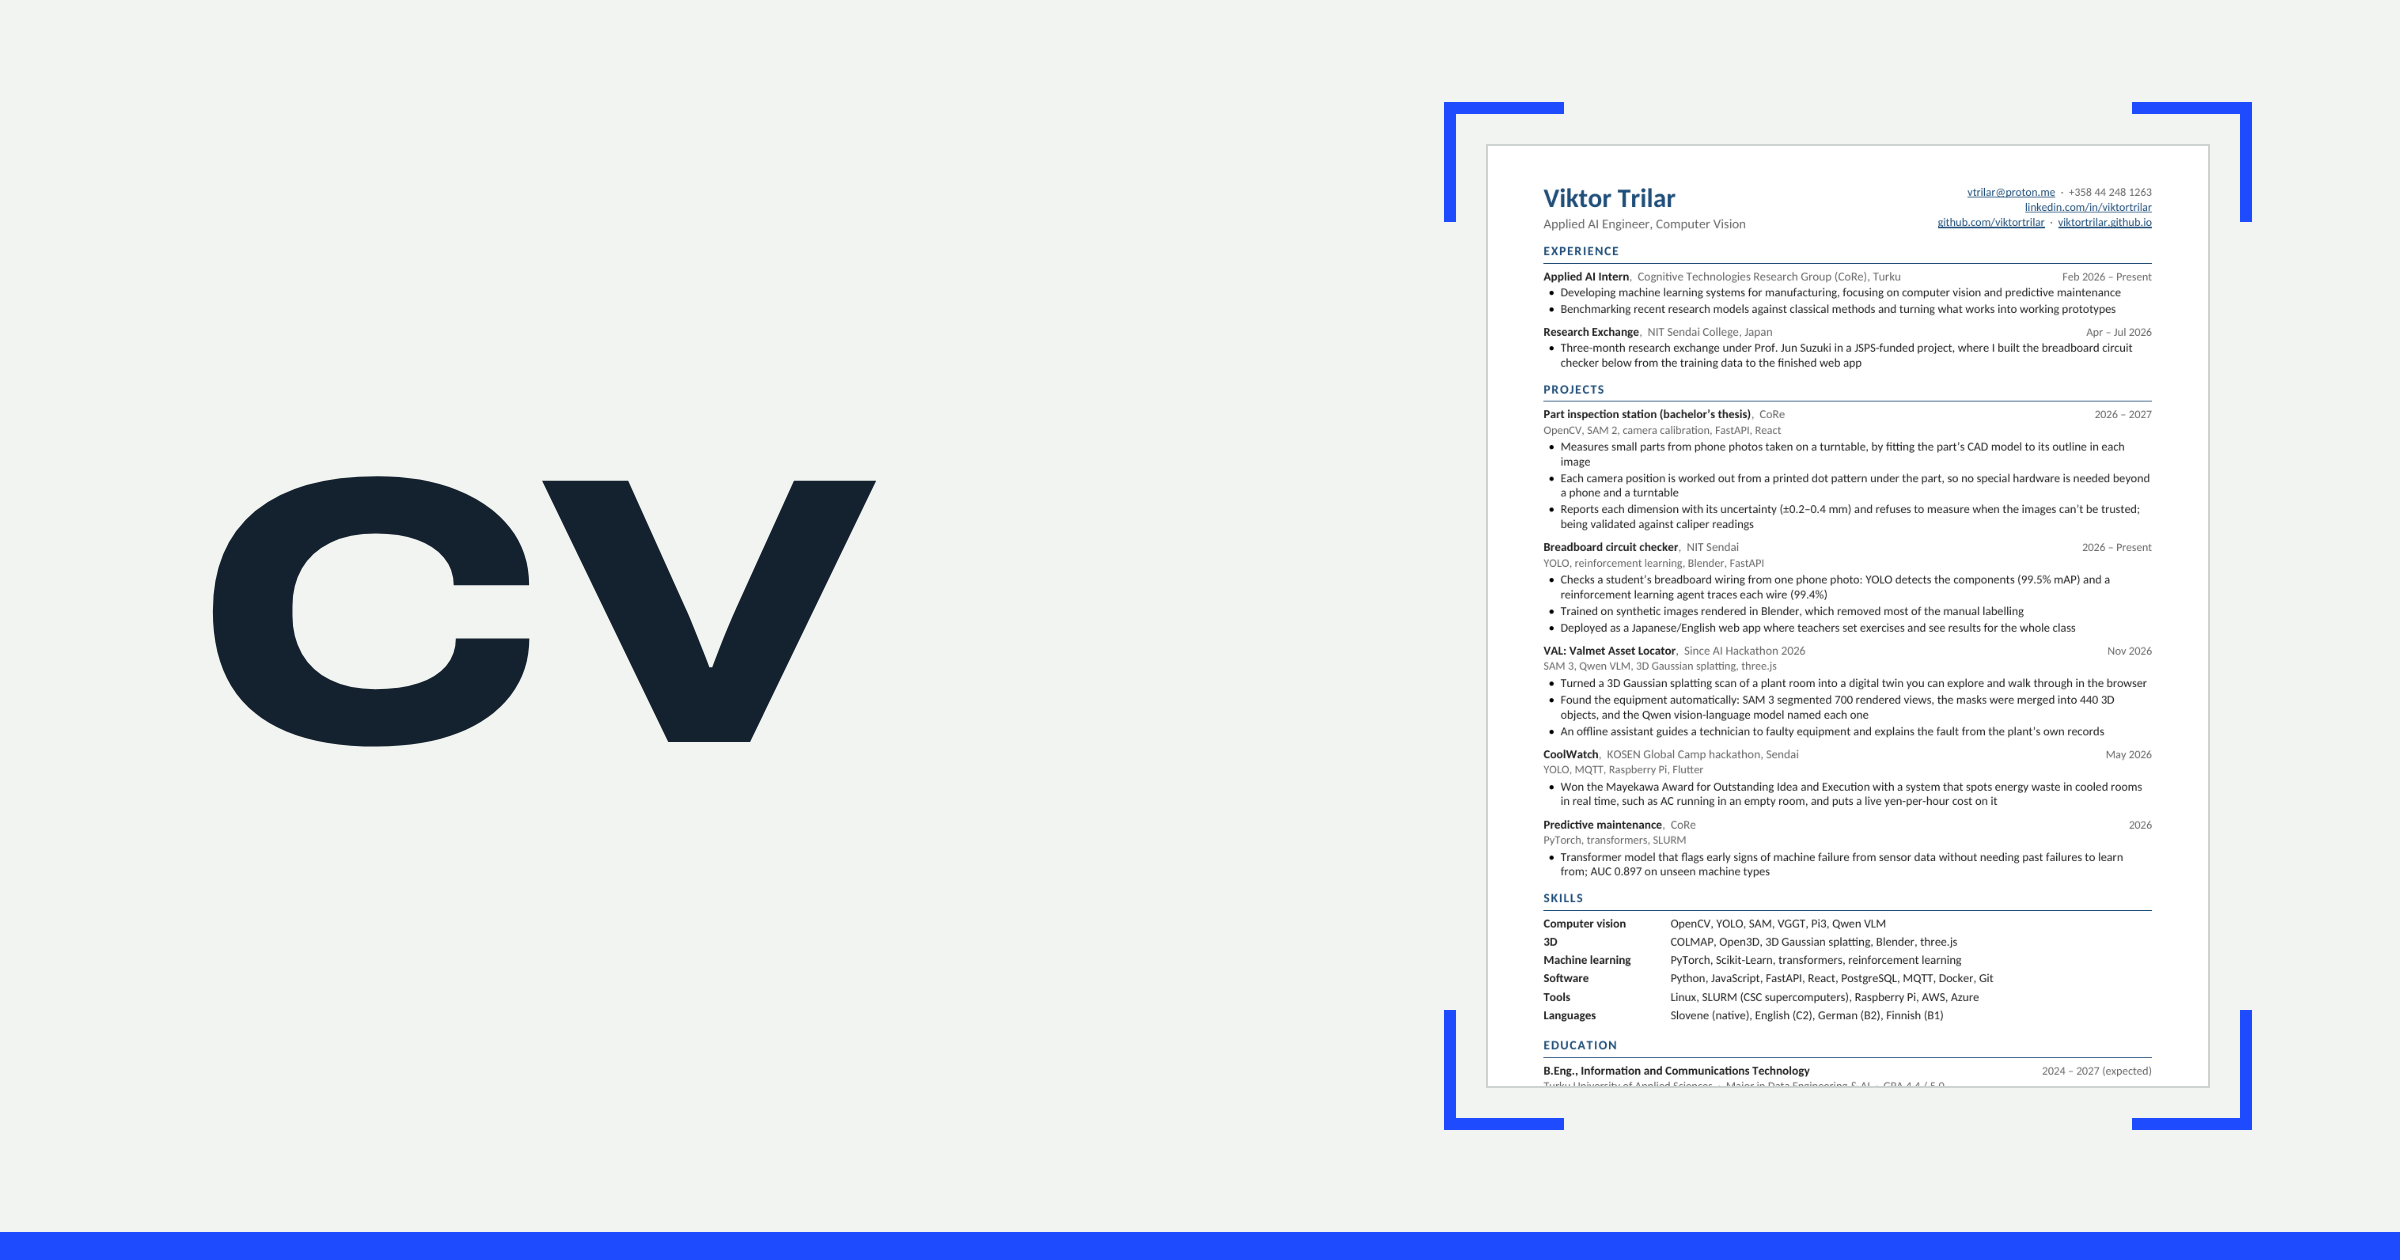 CV
Viktor Trilar
Applied AI Engineer, Computer Vision
vtrilar@proton.me · +358 44 248 1263
linkedin.com/in/viktortrilar
github.com/viktortrilar · viktortrilar.github.io
EXPERIENCE
Applied AI Intern, Cognitive Technologies Research Group (CoRe), Turku Feb 2026 – Present
• Developing machine learning systems for manufacturing, focusing on computer vision and predictive maintenance
• Benchmarking recent research models against classical methods and turning what works into working prototypes
Research Exchange, NIT Sendai College, Japan Apr – Jul 2026
• Three-month research exchange under Prof. Jun Suzuki in a JSPS-funded project, where I built the breadboard circuit
checker below from the training data to the finished web app
PROJECTS
Part inspection station (bachelor’s thesis), CoRe 2026 – 2027
OpenCV, SAM 2, camera calibration, FastAPI, React
• Measures small parts from phone photos taken on a turntable, by fitting the part’s CAD model to its outline in each
image
• Each camera position is worked out from a printed dot pattern under the part, so no special hardware is needed beyond
a phone and a turntable
• Reports each dimension with its uncertainty (±0.2–0.4 mm) and refuses to measure when the images can’t be trusted;
being validated against caliper readings
Breadboard circuit checker, NIT Sendai 2026 – Present
YOLO, reinforcement learning, Blender, FastAPI
• Checks a student’s breadboard wiring from one phone photo: YOLO detects the components (99.5% mAP) and a
reinforcement learning agent traces each wire (99.4%)
• Trained on synthetic images rendered in Blender, which removed most of the manual labelling
• Deployed as a Japanese/English web app where teachers set exercises and see results for the whole class
VAL: Valmet Asset Locator, Since AI Hackathon 2026 Nov 2026
SAM 3, Qwen VLM, 3D Gaussian splatting, three.js
• Turned a 3D Gaussian splatting scan of a plant room into a digital twin you can explore and walk through in the browser
• Found the equipment automatically: SAM 3 segmented 700 rendered views, the masks were merged into 440 3D
objects, and the Qwen vision-language model named each one
• An offline assistant guides a technician to faulty equipment and explains the fault from the plant’s own records
CoolWatch, KOSEN Global Camp hackathon, Sendai May 2026
YOLO, MQTT, Raspberry Pi, Flutter
• Won the Mayekawa Award for Outstanding Idea and Execution with a system that spots energy waste in cooled rooms
in real time, such as AC running in an empty room, and puts a live yen-per-hour cost on it
Predictive maintenance, CoRe 2026
PyTorch, transformers, SLURM
• Transformer model that flags early signs of machine failure from sensor data without needing past failures to learn
from; AUC 0.897 on unseen machine types
SKILLS
Computer vision OpenCV, YOLO, SAM, VGGT, Pi3, Qwen VLM
3D COLMAP, Open3D, 3D Gaussian splatting, Blender, three.js
Machine learning PyTorch, Scikit-Learn, transformers, reinforcement learning
Software Python, JavaScript, FastAPI, React, PostgreSQL, MQTT, Docker, Git
Tools Linux, SLURM (CSC supercomputers), Raspberry Pi, AWS, Azure
Languages Slovene (native), English (C2), German (B2), Finnish (B1)
EDUCATION
B.Eng., Information and Communications Technology 2024 – 2027 (expected)
Turku University of Applied Sciences · Major in Data Engineering & AI · GPA 4.4 / 5.0